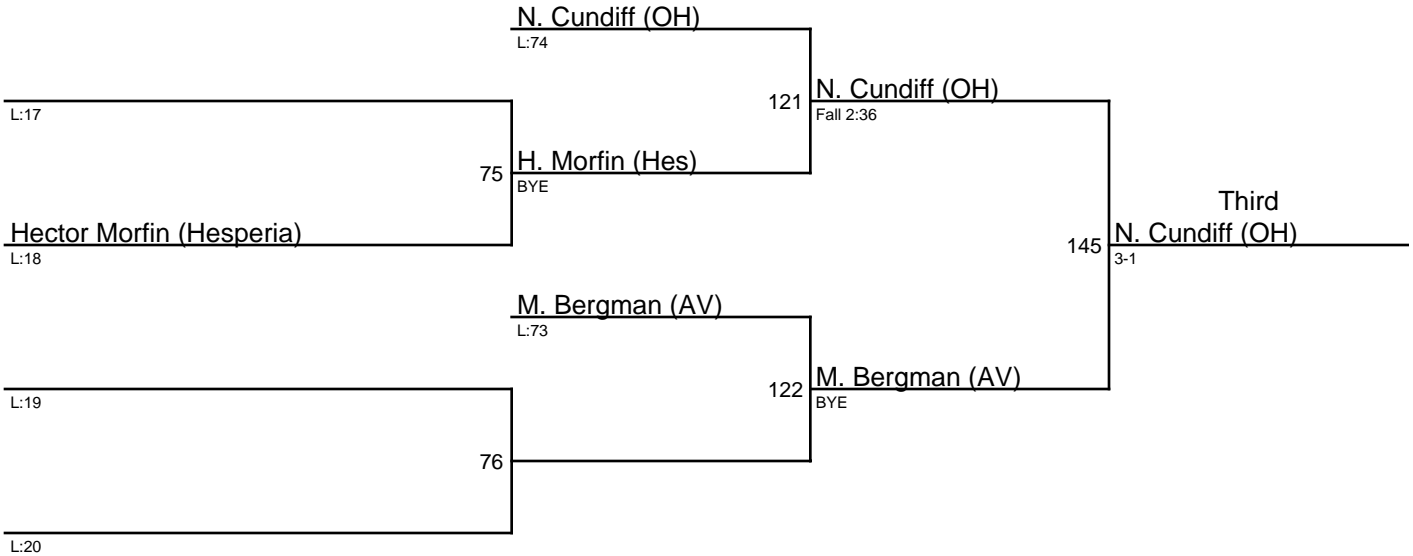 N. Cundiff (OH)
L:74
L:17
121
N. Cundiff (OH)
Fall 2:36
75
H. Morfin (Hes)
BYE
Hector Morfin (Hesperia)
L:18
Third
145
N. Cundiff (OH)
3-1
M. Bergman (AV)
L:73
L:19
122
M. Bergman (AV)
BYE
76
L:20